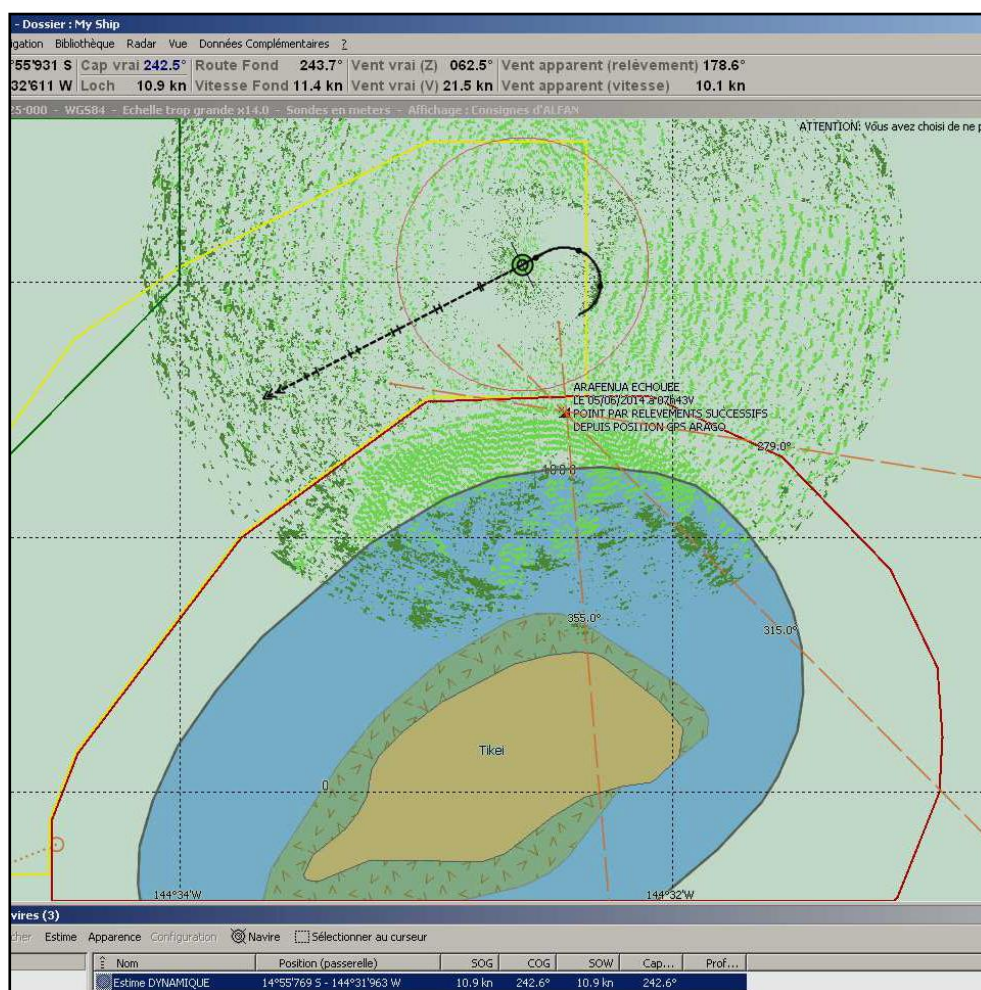 - Dossier : My Ship
igation Bibliothèque Radar Vue Données Complémentaires ?
°55'931 S Cap vrai 242.5° Route Fond 243.7° Vent vrai (Z) 062.5° Vent apparent (relèvement) 178.6°
'32'611 W Loch 10.9 kn Vitesse Fond 11.4 kn Vent vrai (V) 21.5 kn Vent apparent (vitesse) 10.1 kn
25·000 - WGS84 - Echelle trop grande x14.0 - Sondes en meters - Affichage : Consignes d'ALFAN
ATTENTION: Vous avez choisi de ne p
ARAFENUA ECHOUEE
LE 05/06/2014 à 07h43V
POINT PAR RELEVEMENTS SUCCESSIFS
DEPUIS POSITION GPS ARAGO
279.0°
1000
355.0°
315.0°
Tikei
0
144°34'W
144°32'W
vires (3)
cher Estime Apparence Configuration Navire Sélectionner au curseur
Nom Position (passerelle) SOG COG SOW Cap... Prof...
Estime DYNAMIQUE 14°55'769 S - 144°31'963 W 10.9 kn 242.6° 10.9 kn 242.6°